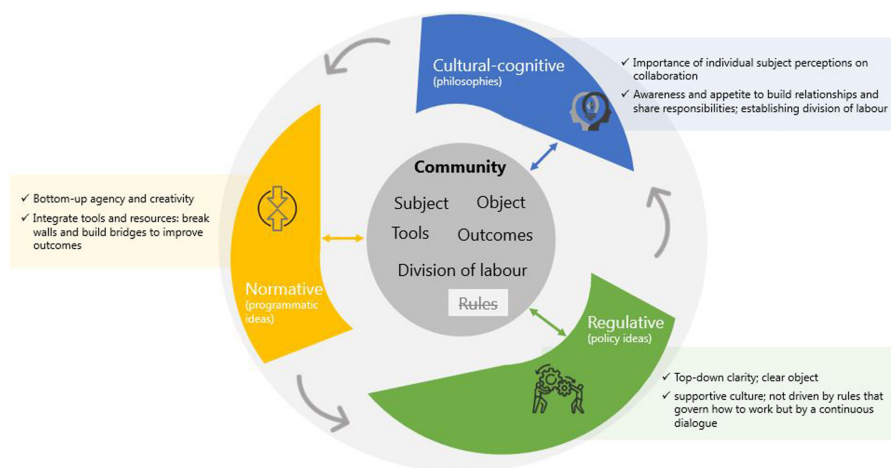 Cultural-cognitive
(philosophies)
✓ Importance of individual subject perceptions on
collaboration
✓ Awareness and appetite to build relationships and
share responsibilities; establishing division of labour
Community
Subject Object
Tools Outcomes
Division of labour
Rules
✓ Bottom-up agency and creativity
✓ Integrate tools and resources: break
walls and build bridges to improve
outcomes
Normative
(programmatic
ideas)
Regulative
(policy ideas)
✓ Top-down clarity; clear object
✓ supportive culture; not driven by rules that
govern how to work but by a continuous
dialogue